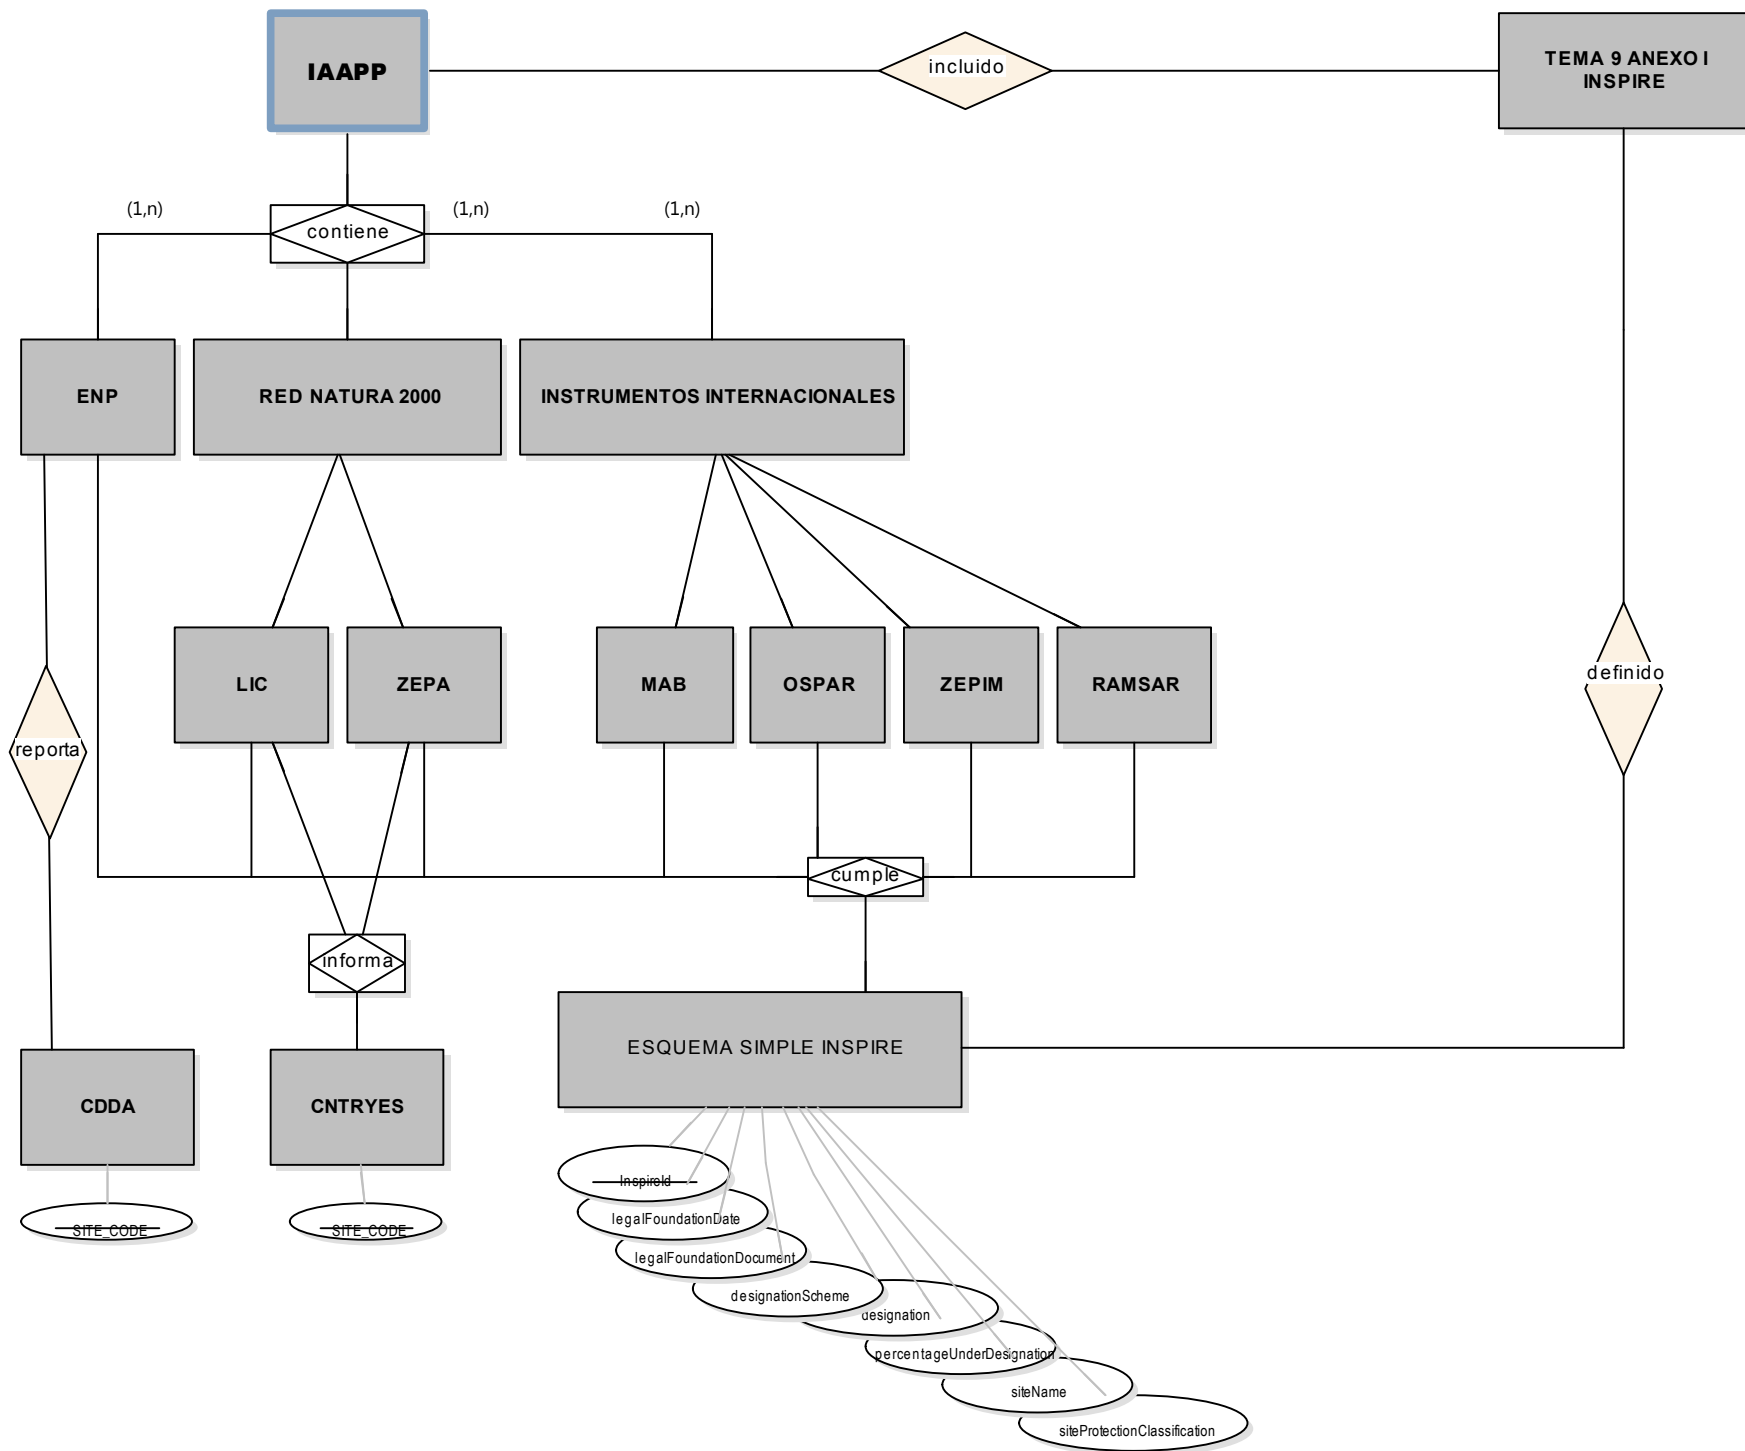 IAAPP
incluido
TEMA 9 ANEXO I
INSPIRE
(1,n)
(1,n)
(1,n)
contiene
ENP
RED NATURA 2000
INSTRUMENTOS INTERNACIONALES
LIC
ZEPA
MAB
OSPAR
ZEPIM
RAMSAR
definido
reporta
cumple
informa
ESQUEMA SIMPLE INSPIRE
CDDA
CNTRYES
InspireId
SITE_CODE
SITE_CODE
legalFoundationDate
legalFoundationDocument
designationScheme
designation
percentageUnderDesignation
siteName
siteProtectionClassification